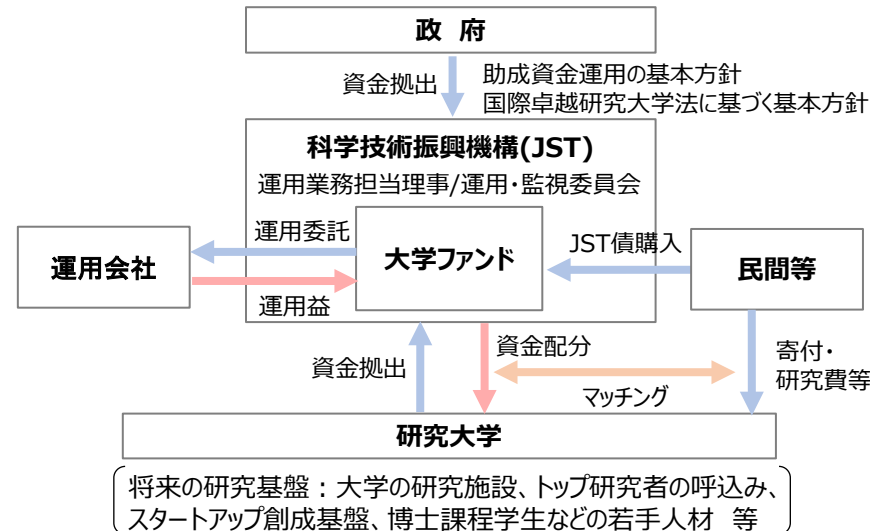 政 府
資金拠出
助成資金運用の基本方針
国際卓越研究大学法に基づく基本方針
科学技術振興機構(JST)
運用業務担当理事/運用・監視委員会
運用会社
運用委託
運用益
大学ファンド
JST債購入
民間等
資金拠出
資金配分
マッチング
寄付・
研究費等
研究大学
将来の研究基盤：大学の研究施設、トップ研究者の呼込み、
スタートアップ創成基盤、博士課程学生などの若手人材 等